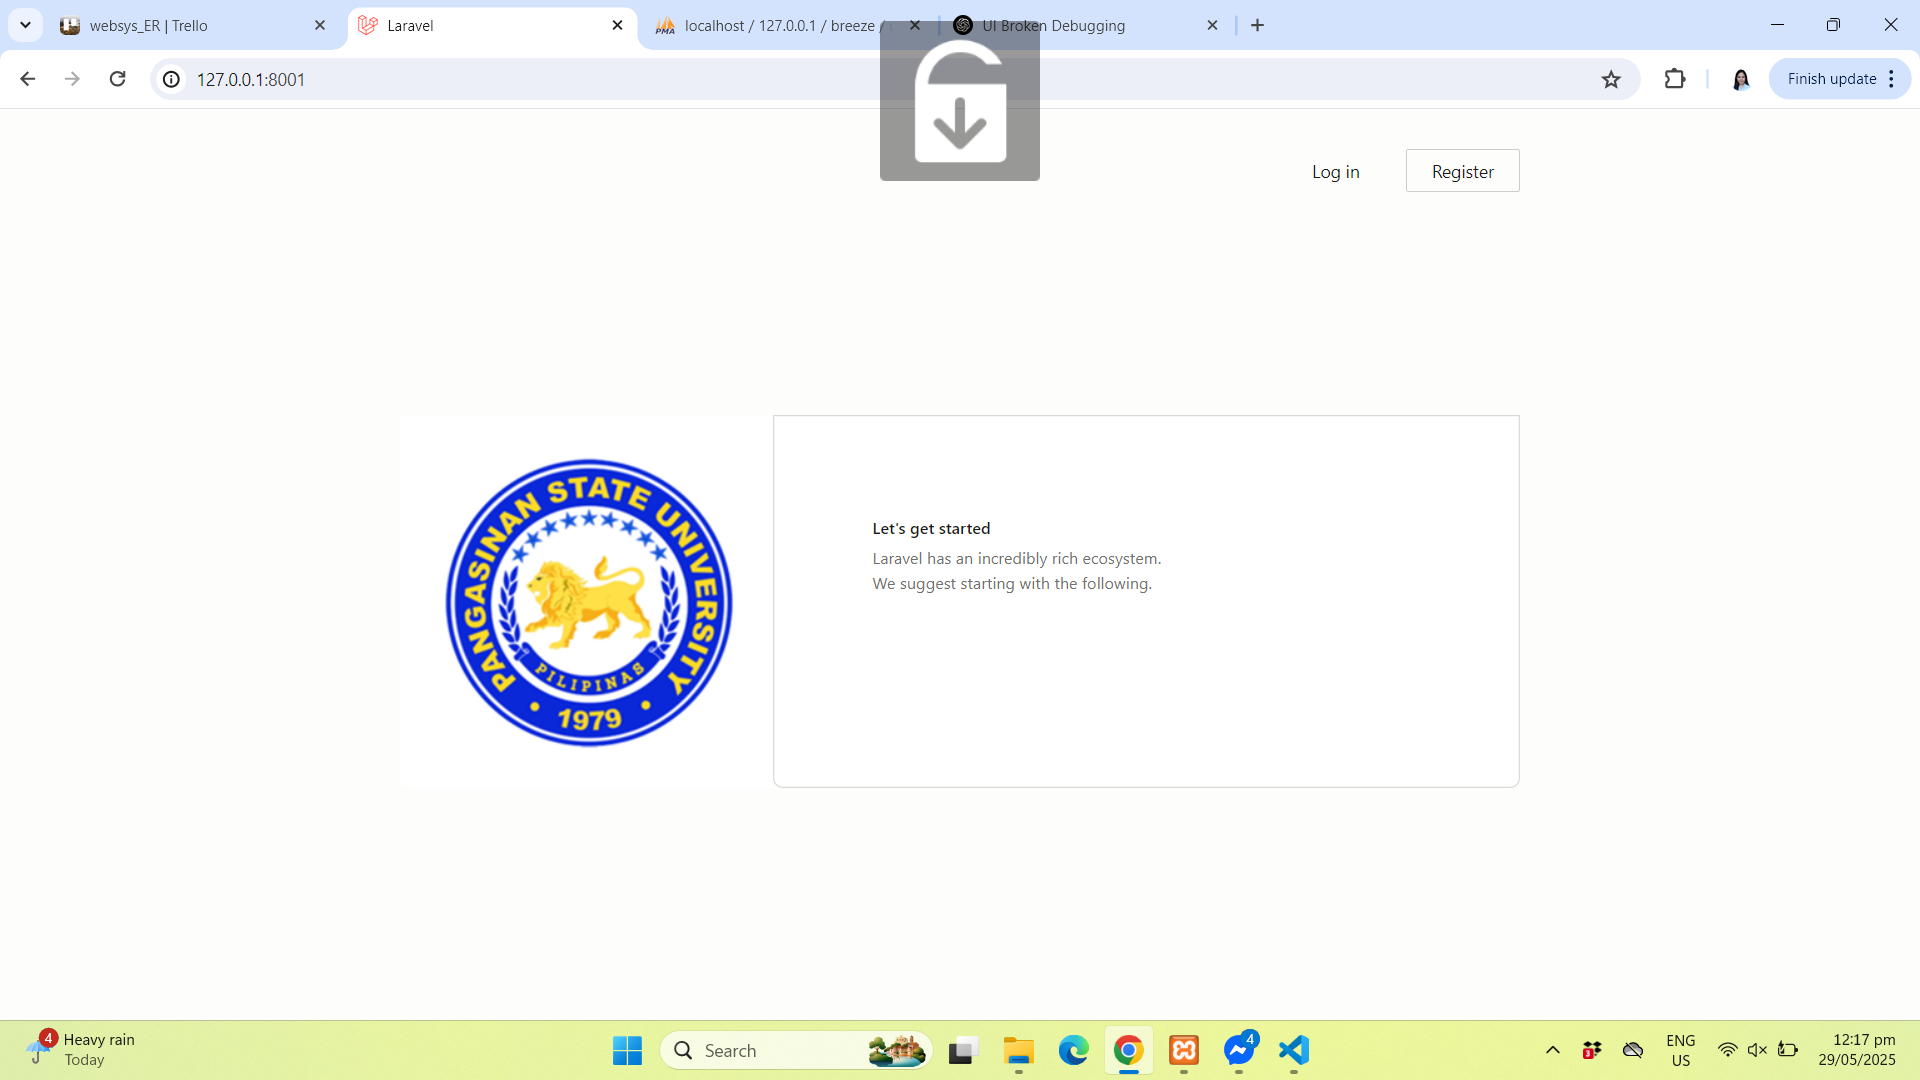 websys_ER | Trello
Laravel
localhost / 127.0.0.1 / breeze /
UI Broken Debugging
127.0.0.1:8001
Finish update
Log in
Register
PANGASINAN STATE UNIVERSITY
PILIPINAS
• 1979 •
Let's get started
Laravel has an incredibly rich ecosystem.
We suggest starting with the following.
4
Heavy rain
Today
Search
4
3
ENG
US
12:17 pm
29/05/2025